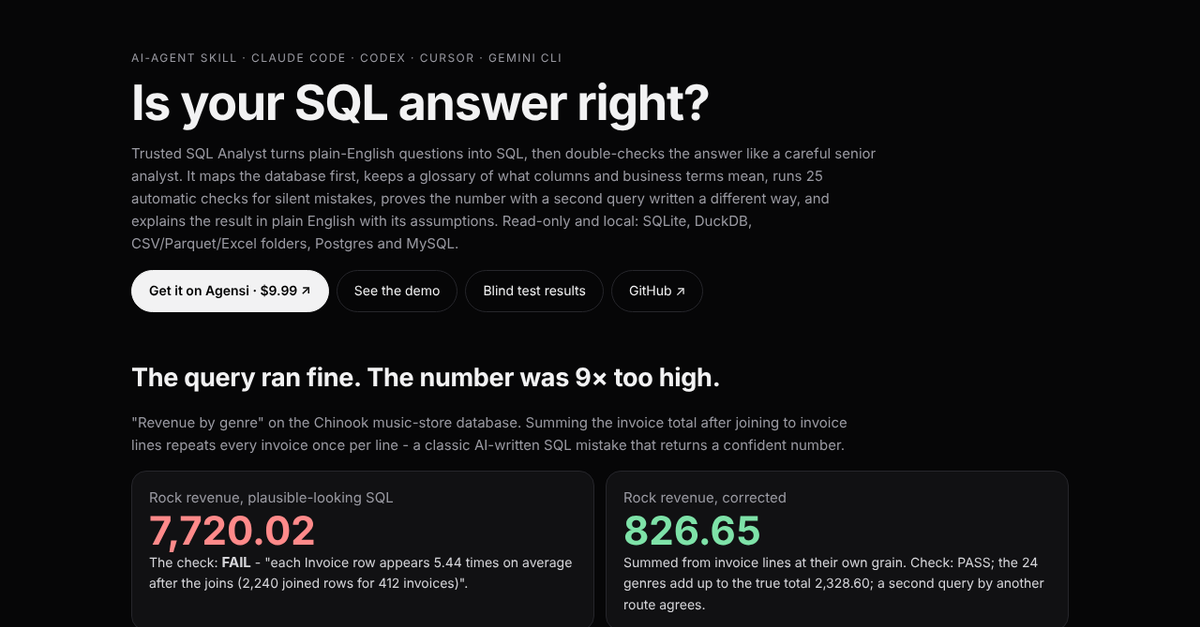 AI-AGENT SKILL · CLAUDE CODE · CODEX · CURSOR · GEMINI CLI
Is your SQL answer right?
Trusted SQL Analyst turns plain-English questions into SQL, then double-checks the answer like a careful senior
analyst. It maps the database first, keeps a glossary of what columns and business terms mean, runs 25
automatic checks for silent mistakes, proves the number with a second query written a different way, and
explains the result in plain English with its assumptions. Read-only and local: SQLite, DuckDB,
CSV/Parquet/Excel folders, Postgres and MySQL.
Get it on Agensi · $9.99 ↗
See the demo
Blind test results
GitHub ↗
The query ran fine. The number was 9× too high.
"Revenue by genre" on the Chinook music-store database. Summing the invoice total after joining to invoice
lines repeats every invoice once per line - a classic AI-written SQL mistake that returns a confident number.
Rock revenue, plausible-looking SQL
7,720.02
The check: FAIL - "each Invoice row appears 5.44 times on average
after the joins (2,240 joined rows for 412 invoices)".
Rock revenue, corrected
826.65
Summed from invoice lines at their own grain. Check: PASS; the 24
genres add up to the true total 2,328.60; a second query by another
route agrees.